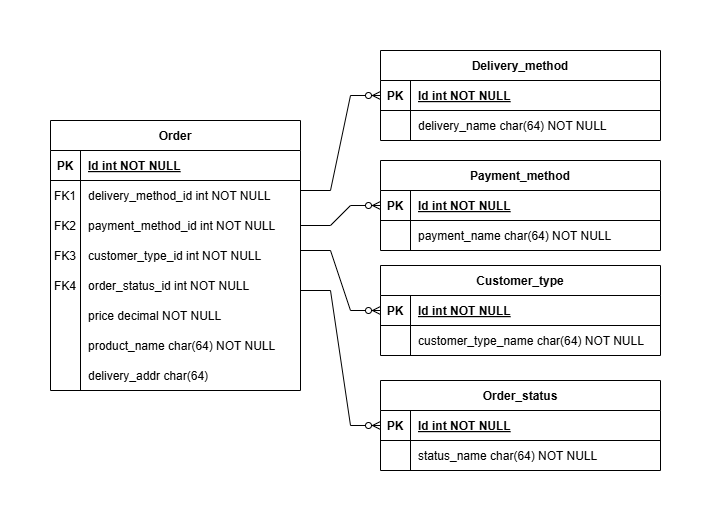 Order
PK Id int NOT NULL
FK1 delivery_method_id int NOT NULL
FK2 payment_method_id int NOT NULL
FK3 customer_type_id int NOT NULL
FK4 order_status_id int NOT NULL
price decimal NOT NULL
product_name char(64) NOT NULL
delivery_addr char(64)
Delivery_method
PK Id int NOT NULL
delivery_name char(64) NOT NULL
Payment_method
PK Id int NOT NULL
payment_name char(64) NOT NULL
Customer_type
PK Id int NOT NULL
customer_type_name char(64) NOT NULL
Order_status
PK Id int NOT NULL
status_name char(64) NOT NULL